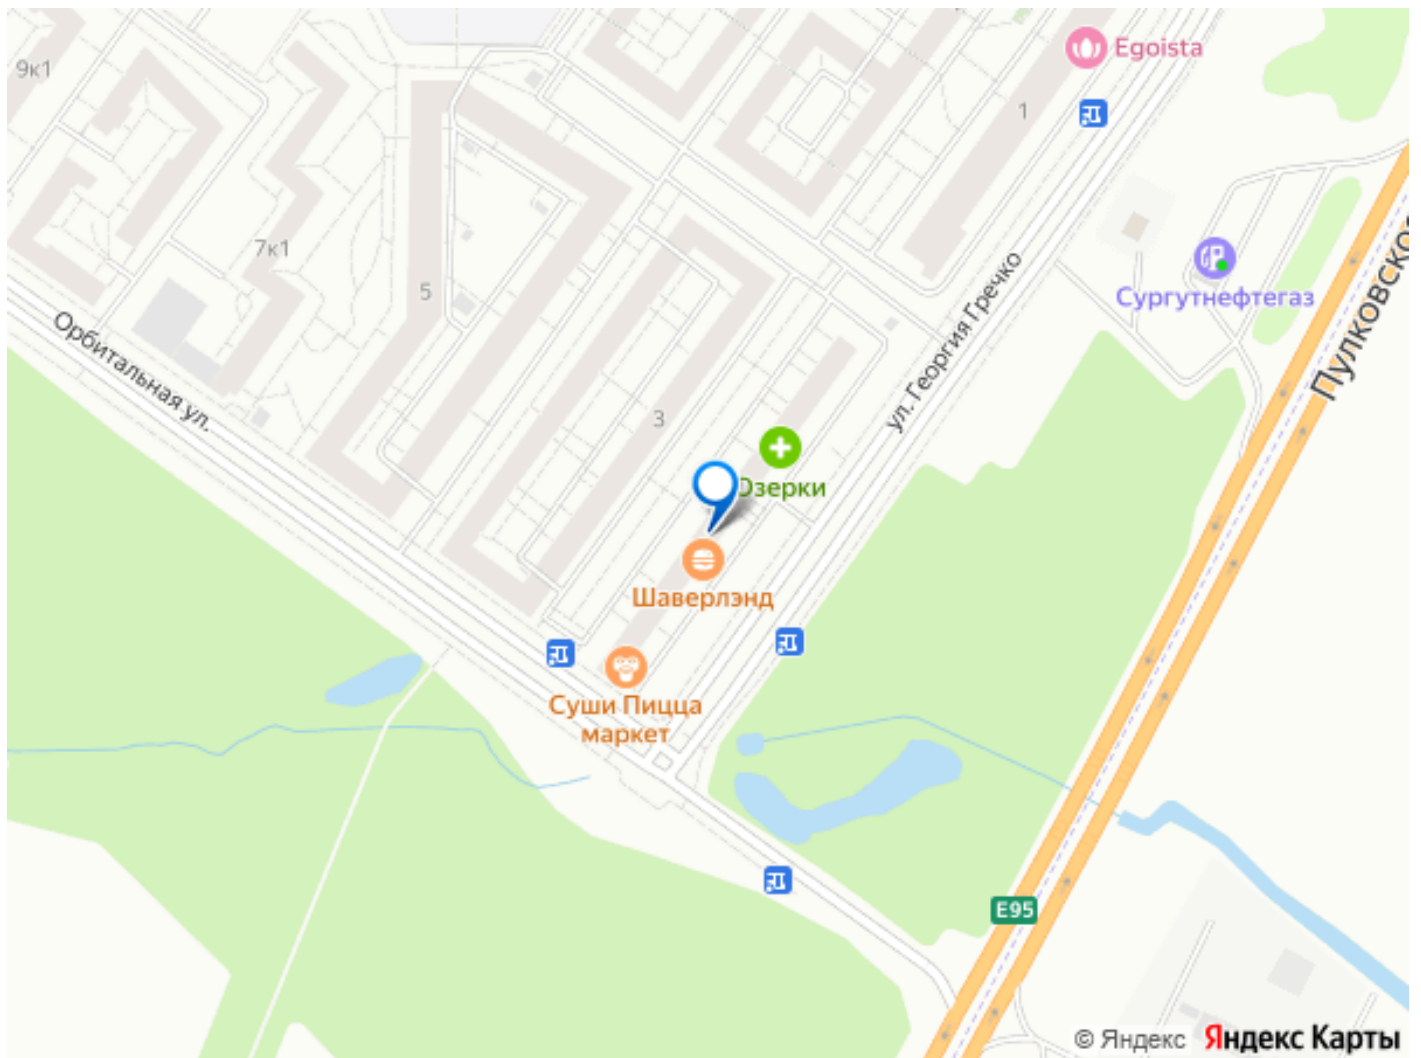 9к1
Egoista
1
7к1
5
Сургутнефтегаз
ул. Георгия Гречко
Пулковское
Орбитальная ул.
3
Озерки
Шаверлэнд
Суши Пицца
маркет
E95
© Яндекс Яндекс Карты